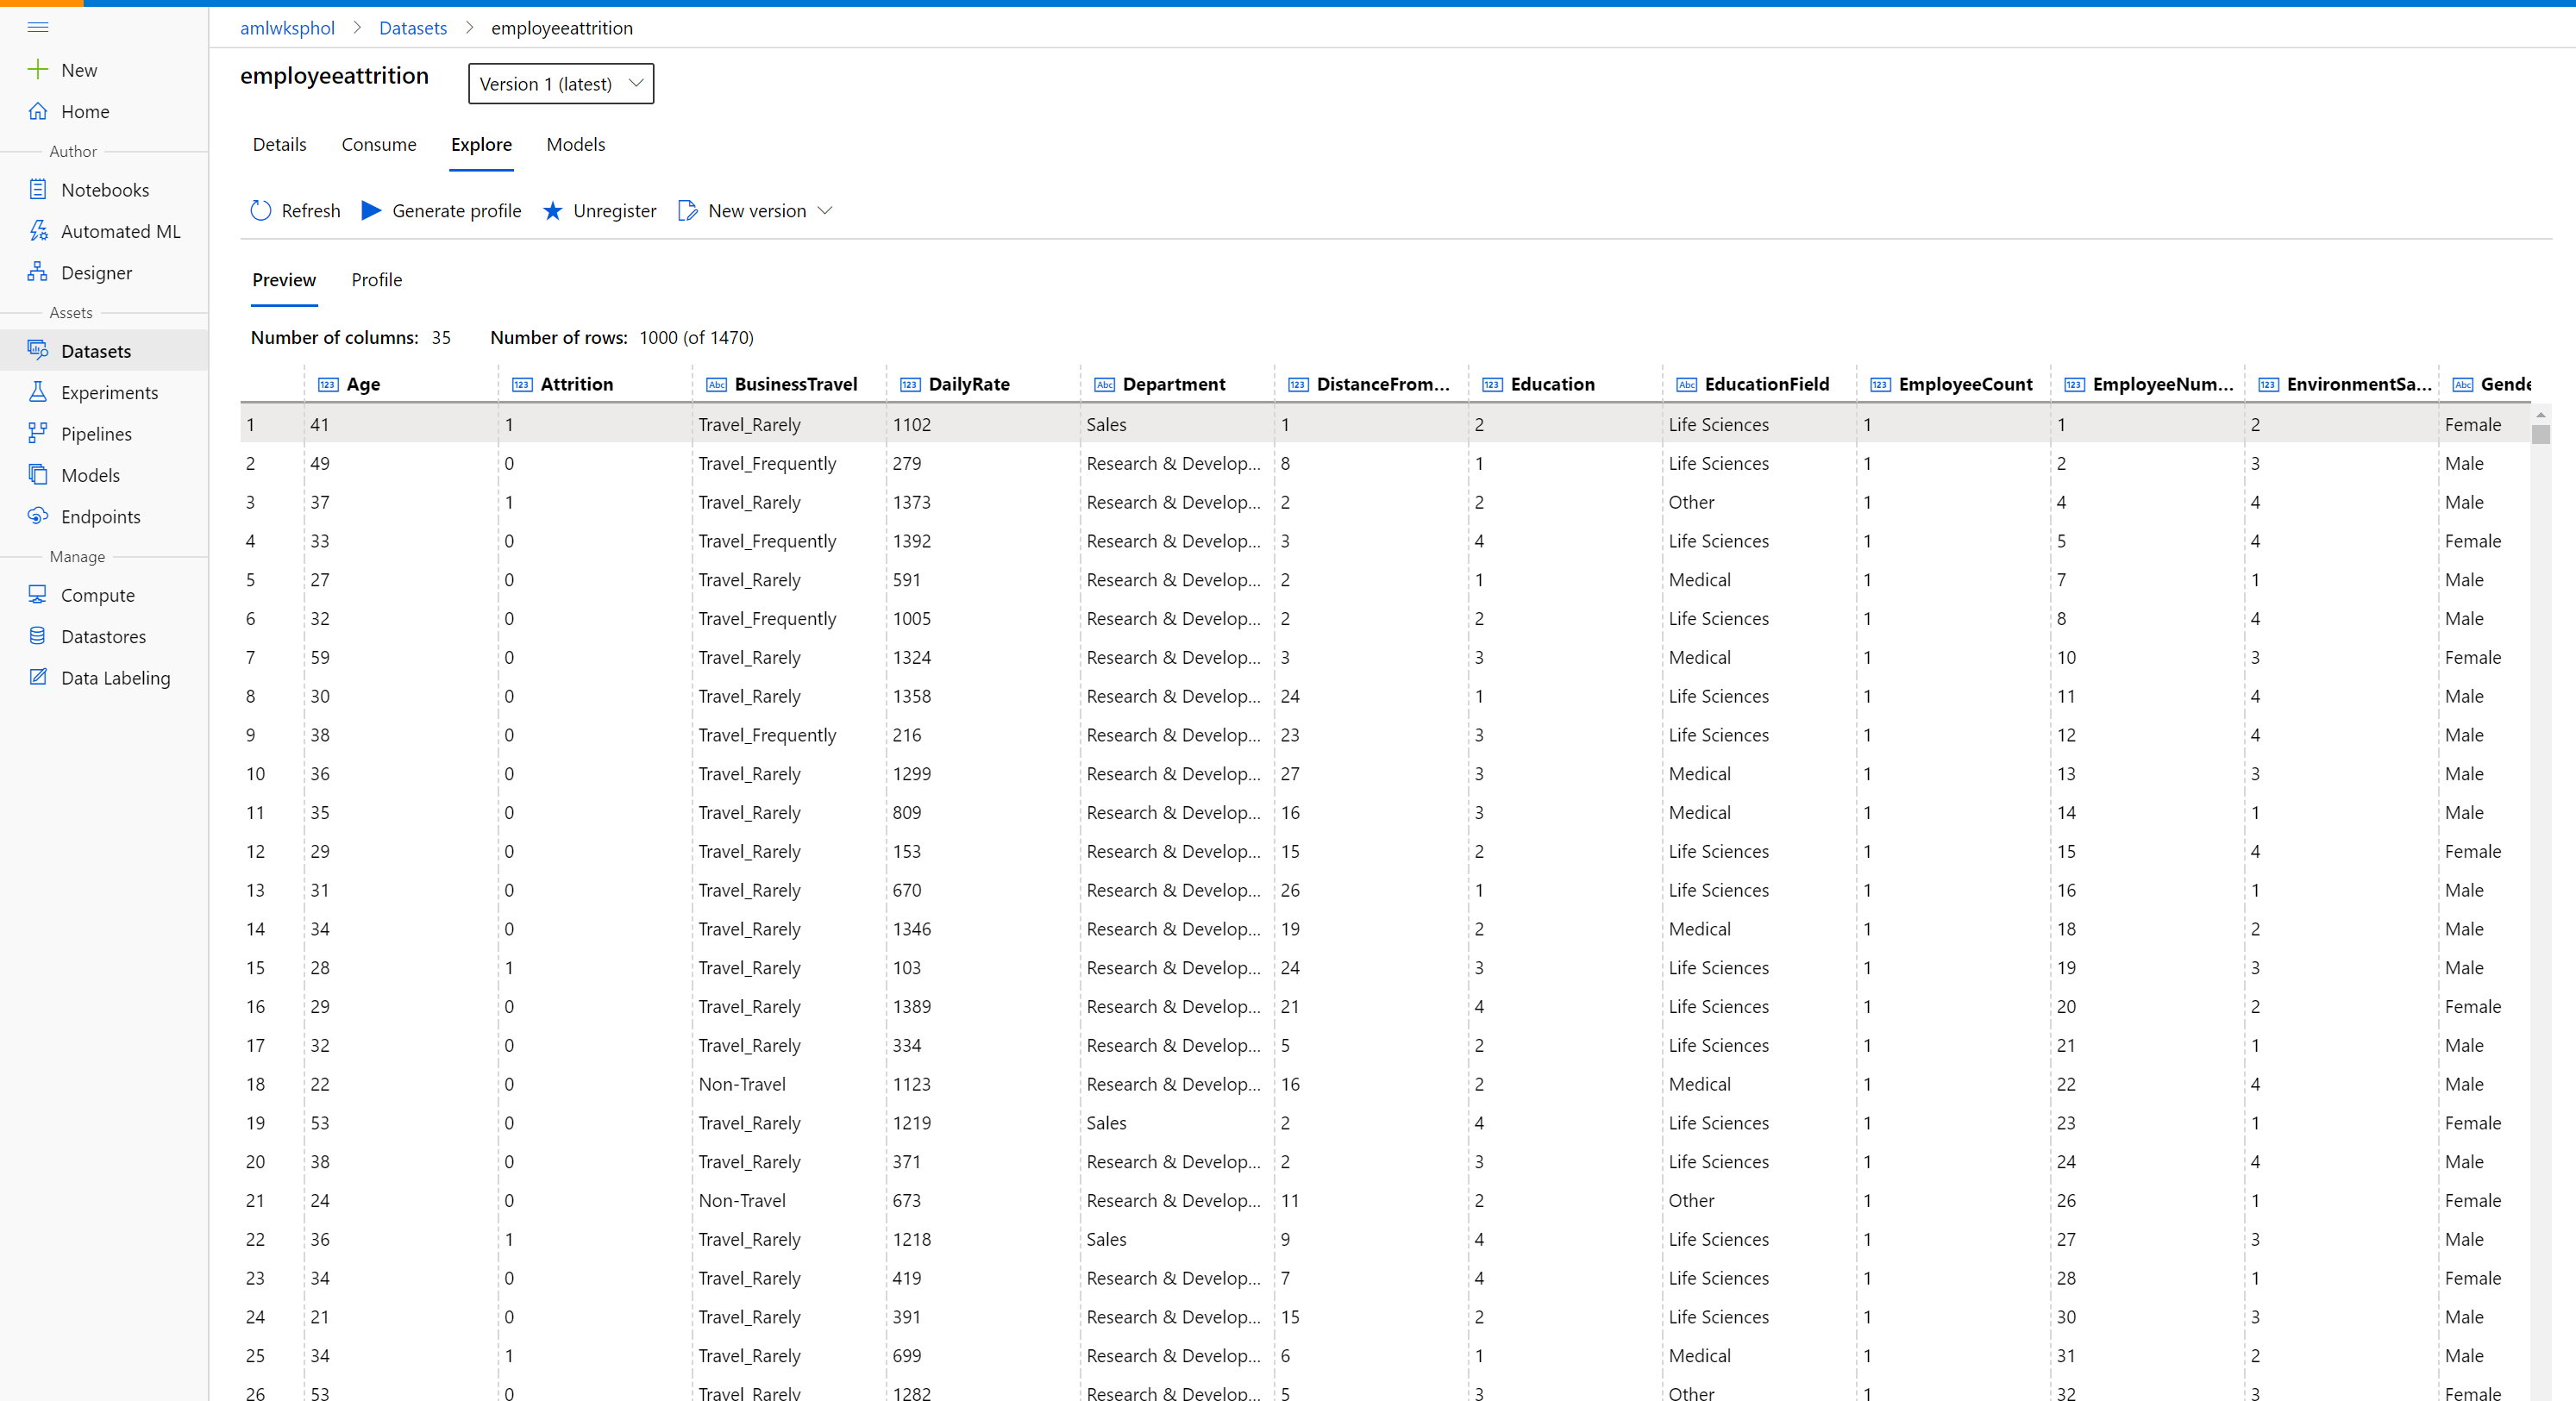 amlwksphol > Datasets > employeeattrition
New
Home
Author
Notebooks
Automated ML
Designer
Assets
Datasets
Experiments
Pipelines
Models
Endpoints
Manage
Compute
Datastores
Data Labeling
employeeattrition Version 1 (latest)
Details Consume Explore Models
Refresh Generate profile Unregister New version
Preview Profile
Number of columns: 35 Number of rows: 1000 (of 1470)
123 Age 123 Attrition Abc BusinessTravel 123 DailyRate Abc Department 123 DistanceFrom... 123 Education Abc EducationField 123 EmployeeCount 123 EmployeeNum... 123 EnvironmentSa... Abc Gende
1 41 1 Travel_Rarely 1102 Sales 1 2 Life Sciences 1 1 2 Female
2 49 0 Travel_Frequently 279 Research & Develop... 8 1 Life Sciences 1 2 3 Male
3 37 1 Travel_Rarely 1373 Research & Develop... 2 2 Other 1 4 4 Male
4 33 0 Travel_Frequently 1392 Research & Develop... 3 4 Life Sciences 1 5 4 Female
5 27 0 Travel_Rarely 591 Research & Develop... 2 1 Medical 1 7 1 Male
6 32 0 Travel_Frequently 1005 Research & Develop... 2 2 Life Sciences 1 8 4 Male
7 59 0 Travel_Rarely 1324 Research & Develop... 3 3 Medical 1 10 3 Female
8 30 0 Travel_Rarely 1358 Research & Develop... 24 1 Life Sciences 1 11 4 Male
9 38 0 Travel_Frequently 216 Research & Develop... 23 3 Life Sciences 1 12 4 Male
10 36 0 Travel_Rarely 1299 Research & Develop... 27 3 Medical 1 13 3 Male
11 35 0 Travel_Rarely 809 Research & Develop... 16 3 Medical 1 14 1 Male
12 29 0 Travel_Rarely 153 Research & Develop... 15 2 Life Sciences 1 15 4 Female
13 31 0 Travel_Rarely 670 Research & Develop... 26 1 Life Sciences 1 16 1 Male
14 34 0 Travel_Rarely 1346 Research & Develop... 19 2 Medical 1 18 2 Male
15 28 1 Travel_Rarely 103 Research & Develop... 24 3 Life Sciences 1 19 3 Male
16 29 0 Travel_Rarely 1389 Research & Develop... 21 4 Life Sciences 1 20 2 Female
17 32 0 Travel_Rarely 334 Research & Develop... 5 2 Life Sciences 1 21 1 Male
18 22 0 Non-Travel 1123 Research & Develop... 16 2 Medical 1 22 4 Male
19 53 0 Travel_Rarely 1219 Sales 2 4 Life Sciences 1 23 1 Female
20 38 0 Travel_Rarely 371 Research & Develop... 2 3 Life Sciences 1 24 4 Male
21 24 0 Non-Travel 673 Research & Develop... 11 2 Other 1 26 1 Female
22 36 1 Travel_Rarely 1218 Sales 9 4 Life Sciences 1 27 3 Male
23 34 0 Travel_Rarely 419 Research & Develop... 7 4 Life Sciences 1 28 1 Female
24 21 0 Travel_Rarely 391 Research & Develop... 15 2 Life Sciences 1 30 3 Male
25 34 1 Travel_Rarely 699 Research & Develop... 6 1 Medical 1 31 2 Male
26 53 0 Travel_Rarely 1282 Research & Develop... 5 3 Other 1 32 3 Female